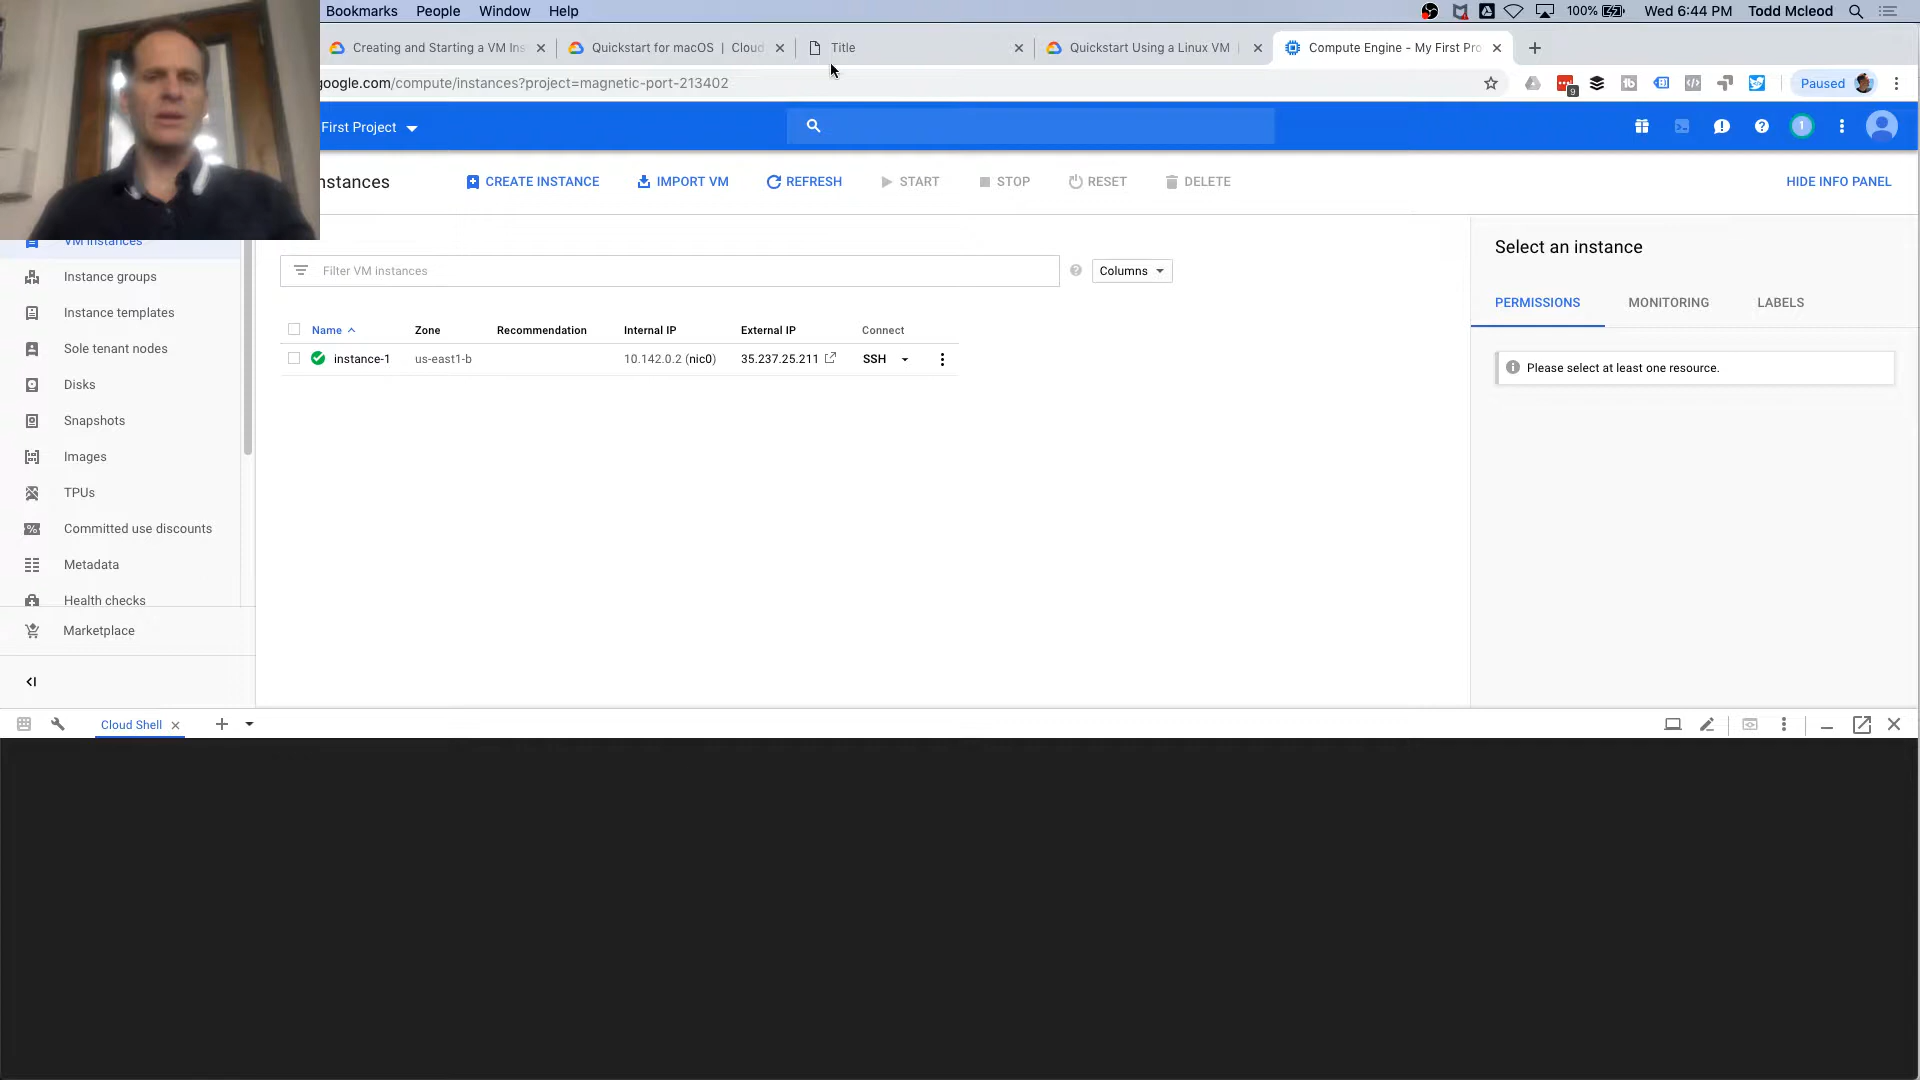 Bookmarks People Window Help 100% Wed 6:44 PM Todd Mcleod
Creating and Starting a VM Ins
Quickstart for macOS | Cloud
Title
Quickstart Using a Linux VM |
Compute Engine - My First Pro
google.com/compute/instances?project=magnetic-port-213402
9
Paused
First Project
1
nstances
CREATE INSTANCE
IMPORT VM
REFRESH
START
STOP
RESET
DELETE
HIDE INFO PANEL
VM instances
Instance groups
Instance templates
Sole tenant nodes
Disks
Snapshots
Images
TPUs
Committed use discounts
Metadata
Health checks
Marketplace
Filter VM instances
Columns
Name Zone Recommendation Internal IP External IP Connect
instance-1 us-east1-b 10.142.0.2 (nic0) 35.237.25.211 SSH
Select an instance
PERMISSIONS MONITORING LABELS
Please select at least one resource.
Cloud Shell